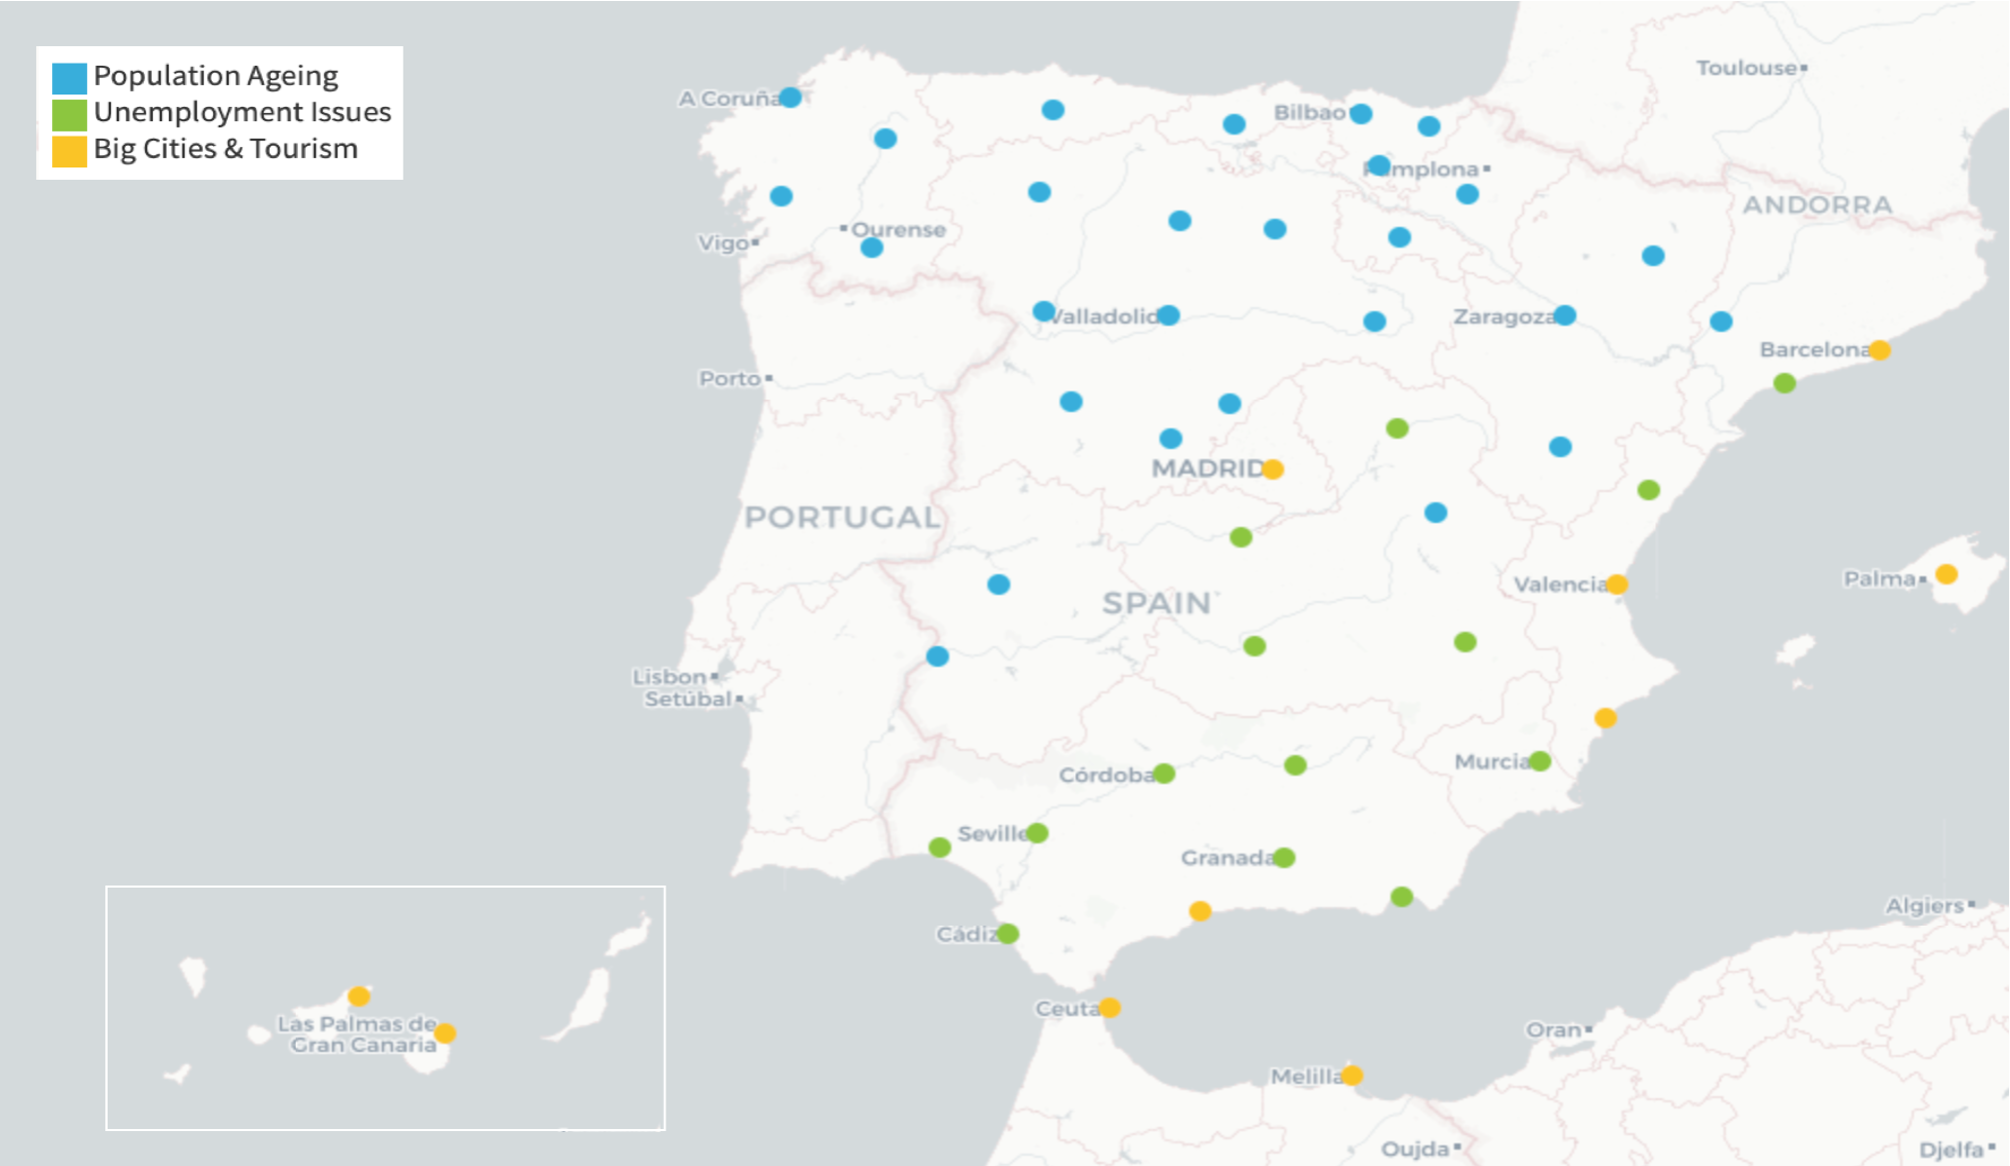 Population Ageing
Unemployment Issues
Big Cities & Tourism
Toulouse
A Coruña
Bilbao
Pamplona
ANDORRA
Ourense
Vigo
Valladolid
Zaragoza
Barcelona
Porto
MADRID
PORTUGAL
Valencia
Palma
SPAIN
Lisbon
Setúbal
Murcia
Córdoba
Seville
Granada
Algiers
Cádiz
Ceuta
Las Palmas de
Gran Canaria
Oran
Melilla
Oujda
Djelfa